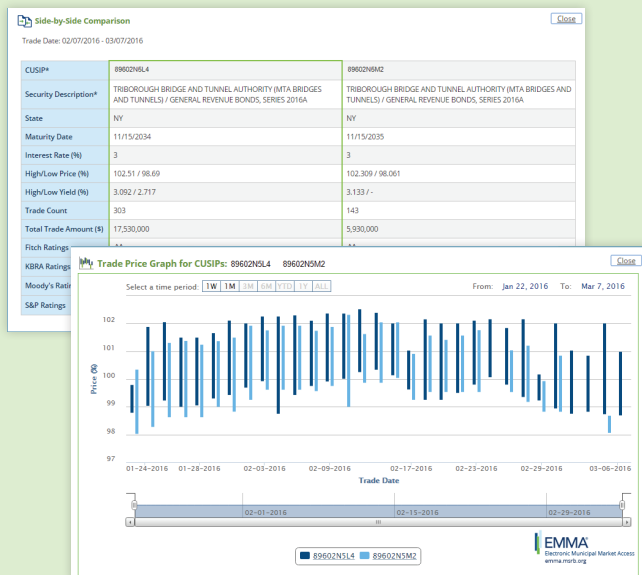 Side-by-Side Comparison
Close
Trade Date: 02/07/2016 - 03/07/2016
CUSIP* 89602N6L4 89602N6M2
Security Description* TRIBOROUGH BRIDGE AND TUNNEL AUTHORITY (MTA BRIDGES AND TUNNELS) / GENERAL REVENUE BONDS, SERIES 2016A TRIBOROUGH BRIDGE AND TUNNEL AUTHORITY (MTA BRIDGES AND TUNNELS) / GENERAL REVENUE BONDS, SERIES 2016A
State NY NY
Maturity Date 11/15/2034 11/15/2035
Interest Rate (%) 3 3
High/Low Price (%) 102.51 / 98.69 102.309 / 98.061
High/Low Yield (%) 3.092 / 2.717 3.133 / -
Trade Count 303 143
Total Trade Amount ($) 17,530,000 5,930,000
Fitch Ratings
KBRA Ratings
Moody's
S&P Ratings
Trade Price Graph for CUSIPs: 89602N5L4 89602N5M2
Close
Select a time period: 1W 1M 3M 6M YTD 1Y ALL
From: Jan 22, 2016 To: Mar 7, 2016
Price (%)
102
101
100
99
98
97
01-24-2016 01-28-2016 02-03-2016 02-09-2016 02-17-2016 02-23-2016 02-29-2016 03-06-2016
Trade Date
02-01-2016 02-15-2016 02-29-2016
89602N5L4 89602N5M2
EMMA
Electronic Municipal Market Access
emma.msrb.org